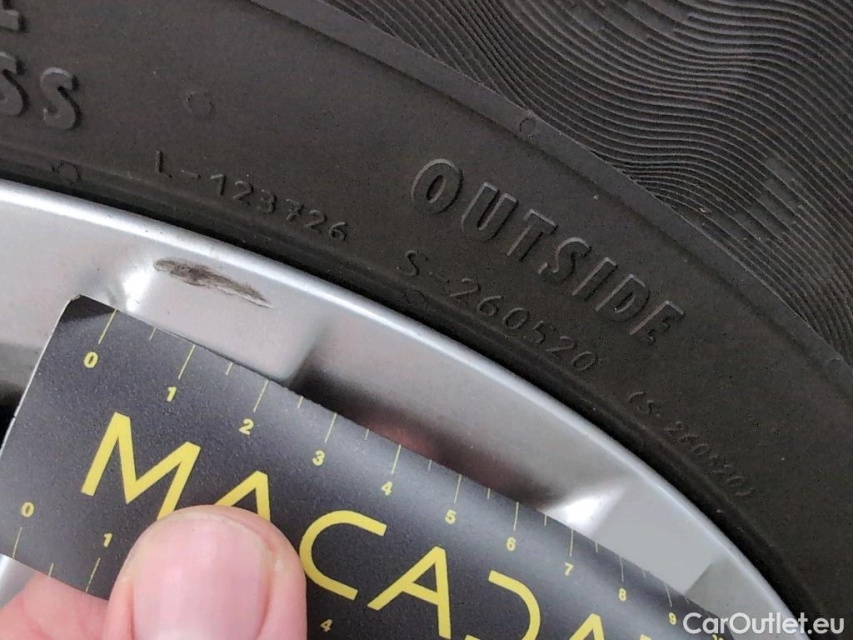 SS
L-123726
OUTSIDE
S-260520
(S-260520)
0 1 2 3 4 5 6 7 8 9
MACADA
0 1 4
CarOutlet.eu